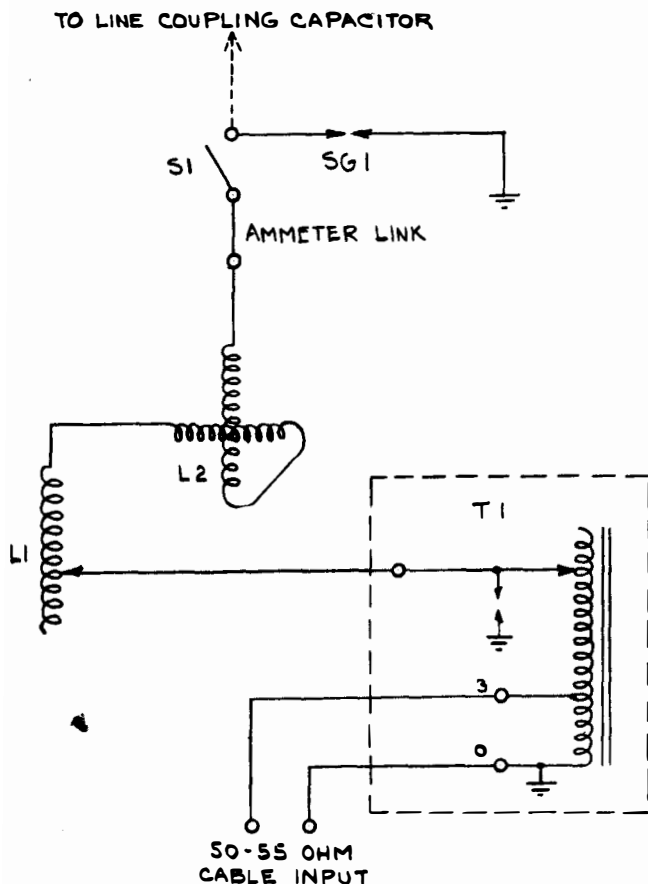 TO LINE COUPLING CAPACITOR
S1
SG1
AMMETER LINK
L2
L1
T1
3
0
50-55 OHM
CABLE INPUT